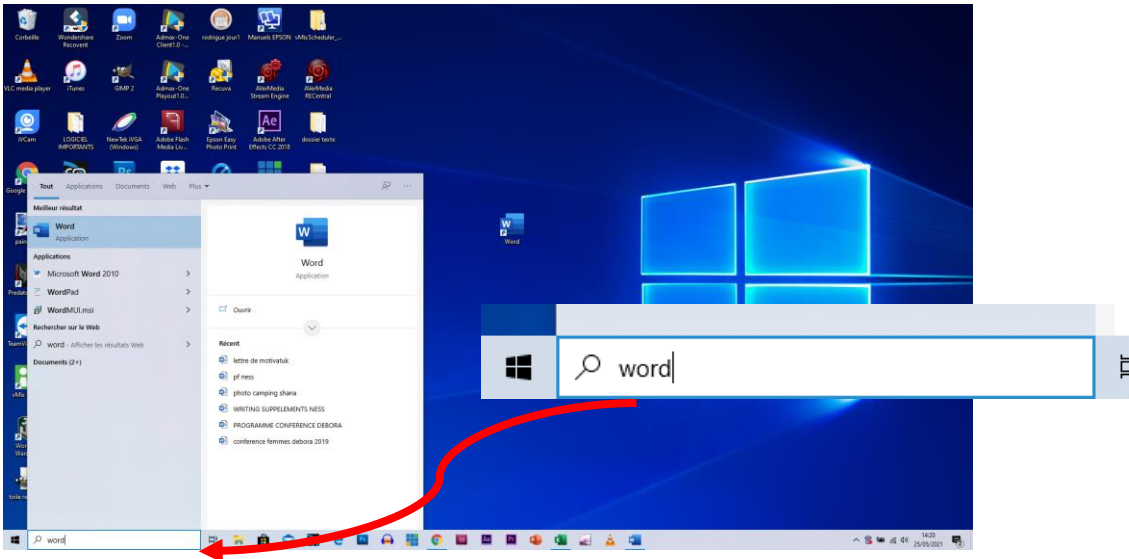 Corbeille
Wondershare Recoverit
Zoom
Admax-One Client1.0 -...
rodrigue jour1
Manuels EPSON
vMixScheduler_...
VLC media player
iTunes
GIMP 2
Admax-One Playout1.0...
Recuva
AVerMedia Stream Engine
AVerMedia RECentral
iVCam
LOGICIEL IMPORTANTS
NewTek iVGA (Windows)
Adobe Flash Media Liv...
Epson Easy Photo Print
Adobe After Effects CC 2018
dossier texte
Google
Tout Applications Documents Web Plus
Meilleur résultat
Word
Application
Applications
Microsoft Word 2010
WordPad
WordMUI.msi
Rechercher sur le Web
word - Afficher les résultats Web
Documents (2+)
Word
Application
Ouvrir
Récent
lettre de motivatuk
pf ness
photo camping shana
WRITING SUPPELEMENTS NESS
PROGRAMME CONFERENCE DEBORA
conference femmes debora 2019
Word
word
word
14:20
25/05/2021